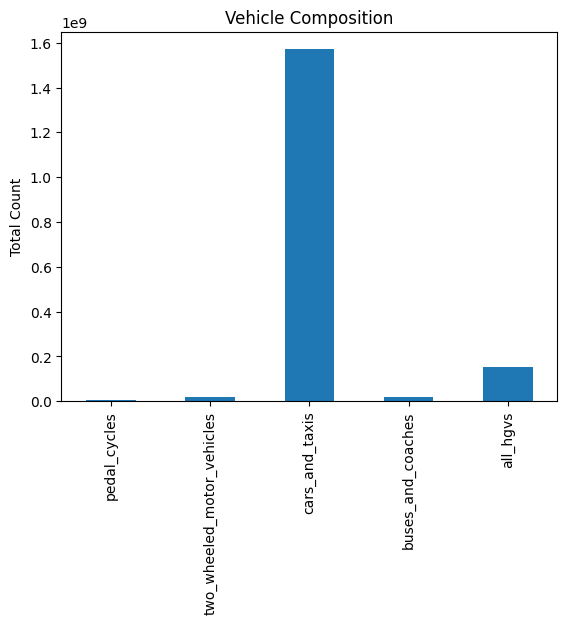 Vehicle Composition
1e9
1.6
1.4
1.2
1.0
0.8
0.6
0.4
0.2
0.0
Total Count
pedal_cycles
two_wheeled_motor_vehicles
cars_and_taxis
buses_and_coaches
all_hgvs